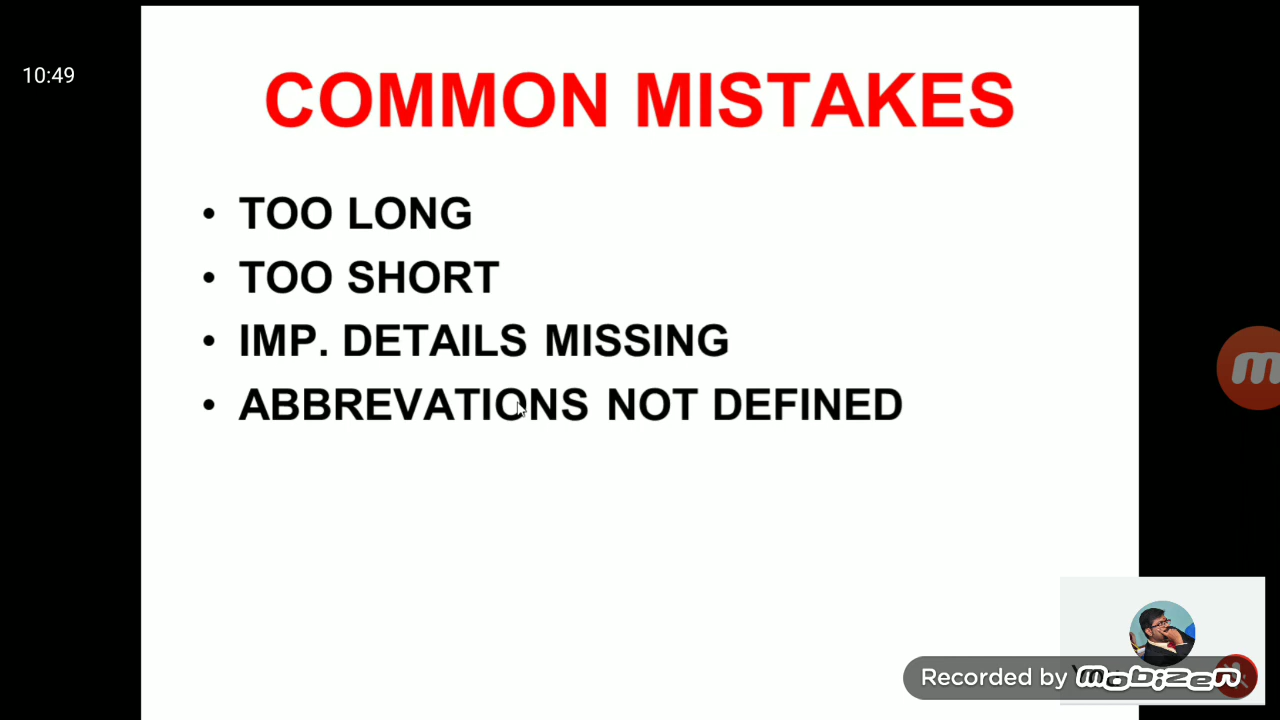 10:49
COMMON MISTAKES
• TOO LONG
• TOO SHORT
• IMP. DETAILS MISSING
• ABBREVATIONS NOT DEFINED
Recorded by mobizen